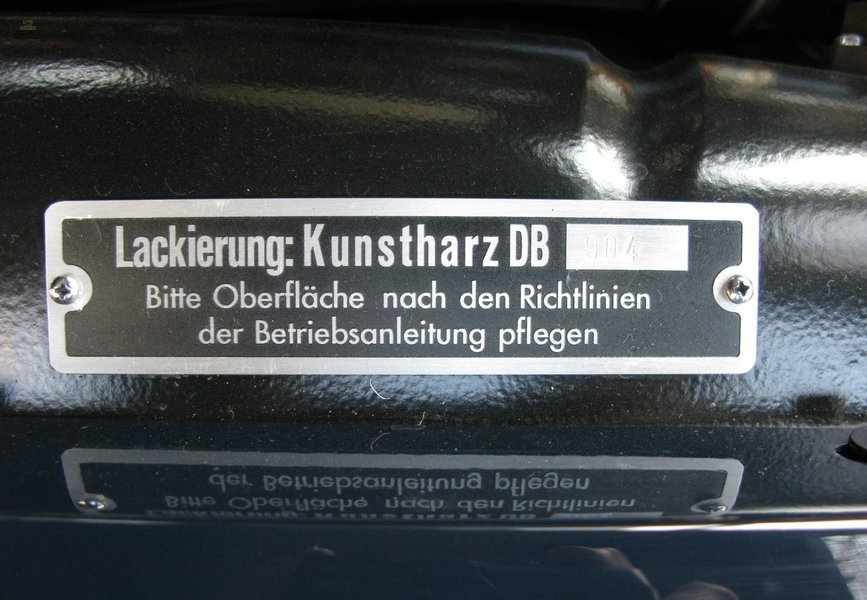 Lackierung: Kunstharz DB 904
Bitte Oberfläche nach den Richtlinien
der Betriebsanleitung pflegen